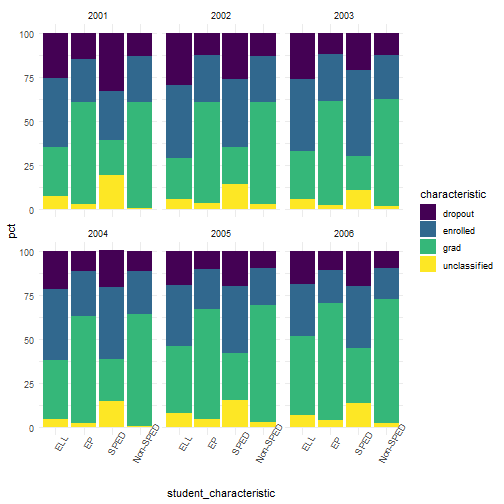 2001 2002 2003
100
75
50
25
0
characteristic
dropout
enrolled
grad
unclassified
pct
2004 2005 2006
100
75
50
25
0
ELL EP SPED Non-SPED ELL EP SPED Non-SPED ELL EP SPED Non-SPED
student_characteristic